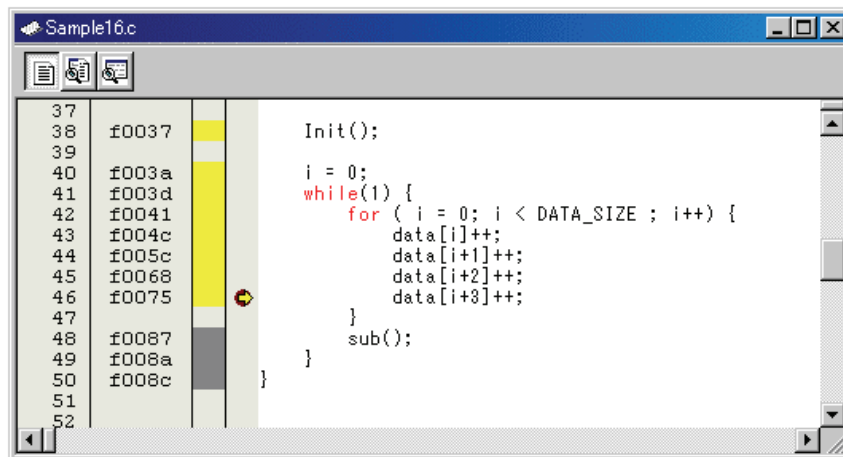 Sample16.c
37
38 f0037 Init();
39
40 f003a i = 0;
41 f003d while(1) {
42 f0041 for ( i = 0; i < DATA_SIZE ; i++) {
43 f004c data[i]++;
44 f005c data[i+1]++;
45 f0068 data[i+2]++;
46 f0075 data[i+3]++;
47 }
48 f0087 sub();
49 f008a }
50 f008c }
51
52